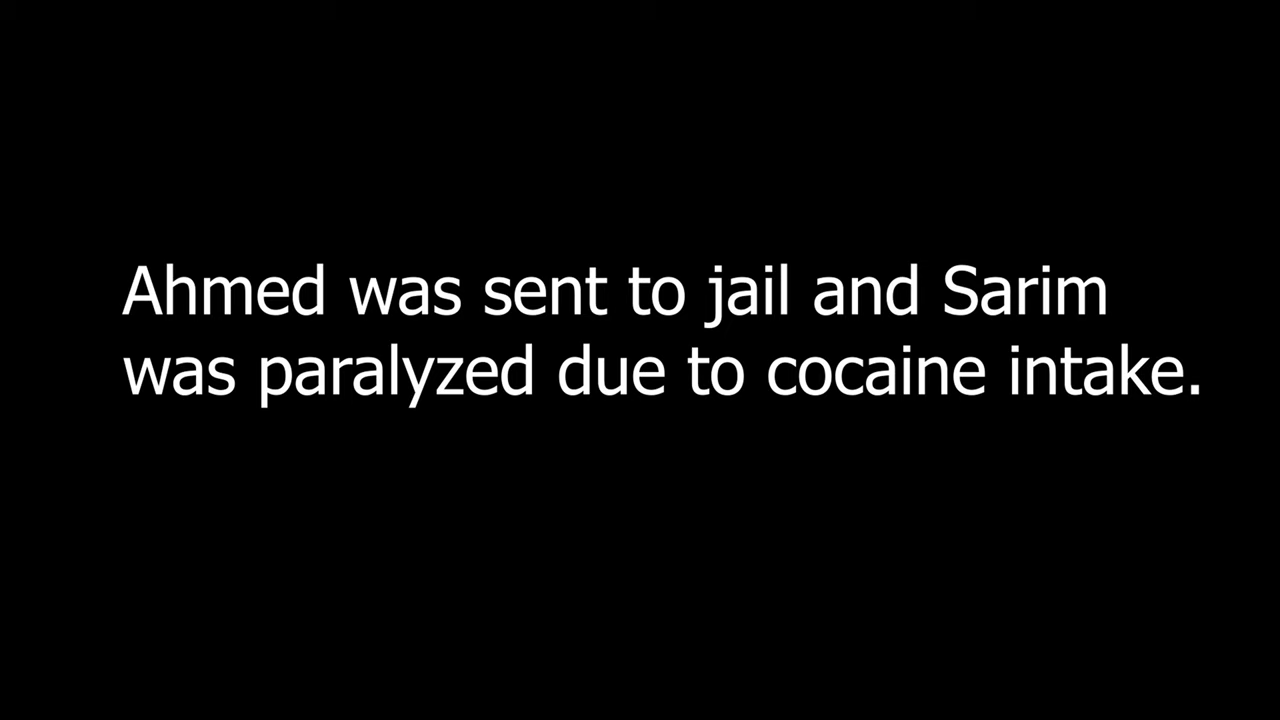 Ahmed was sent to jail and Sarim
was paralyzed due to cocaine intake.